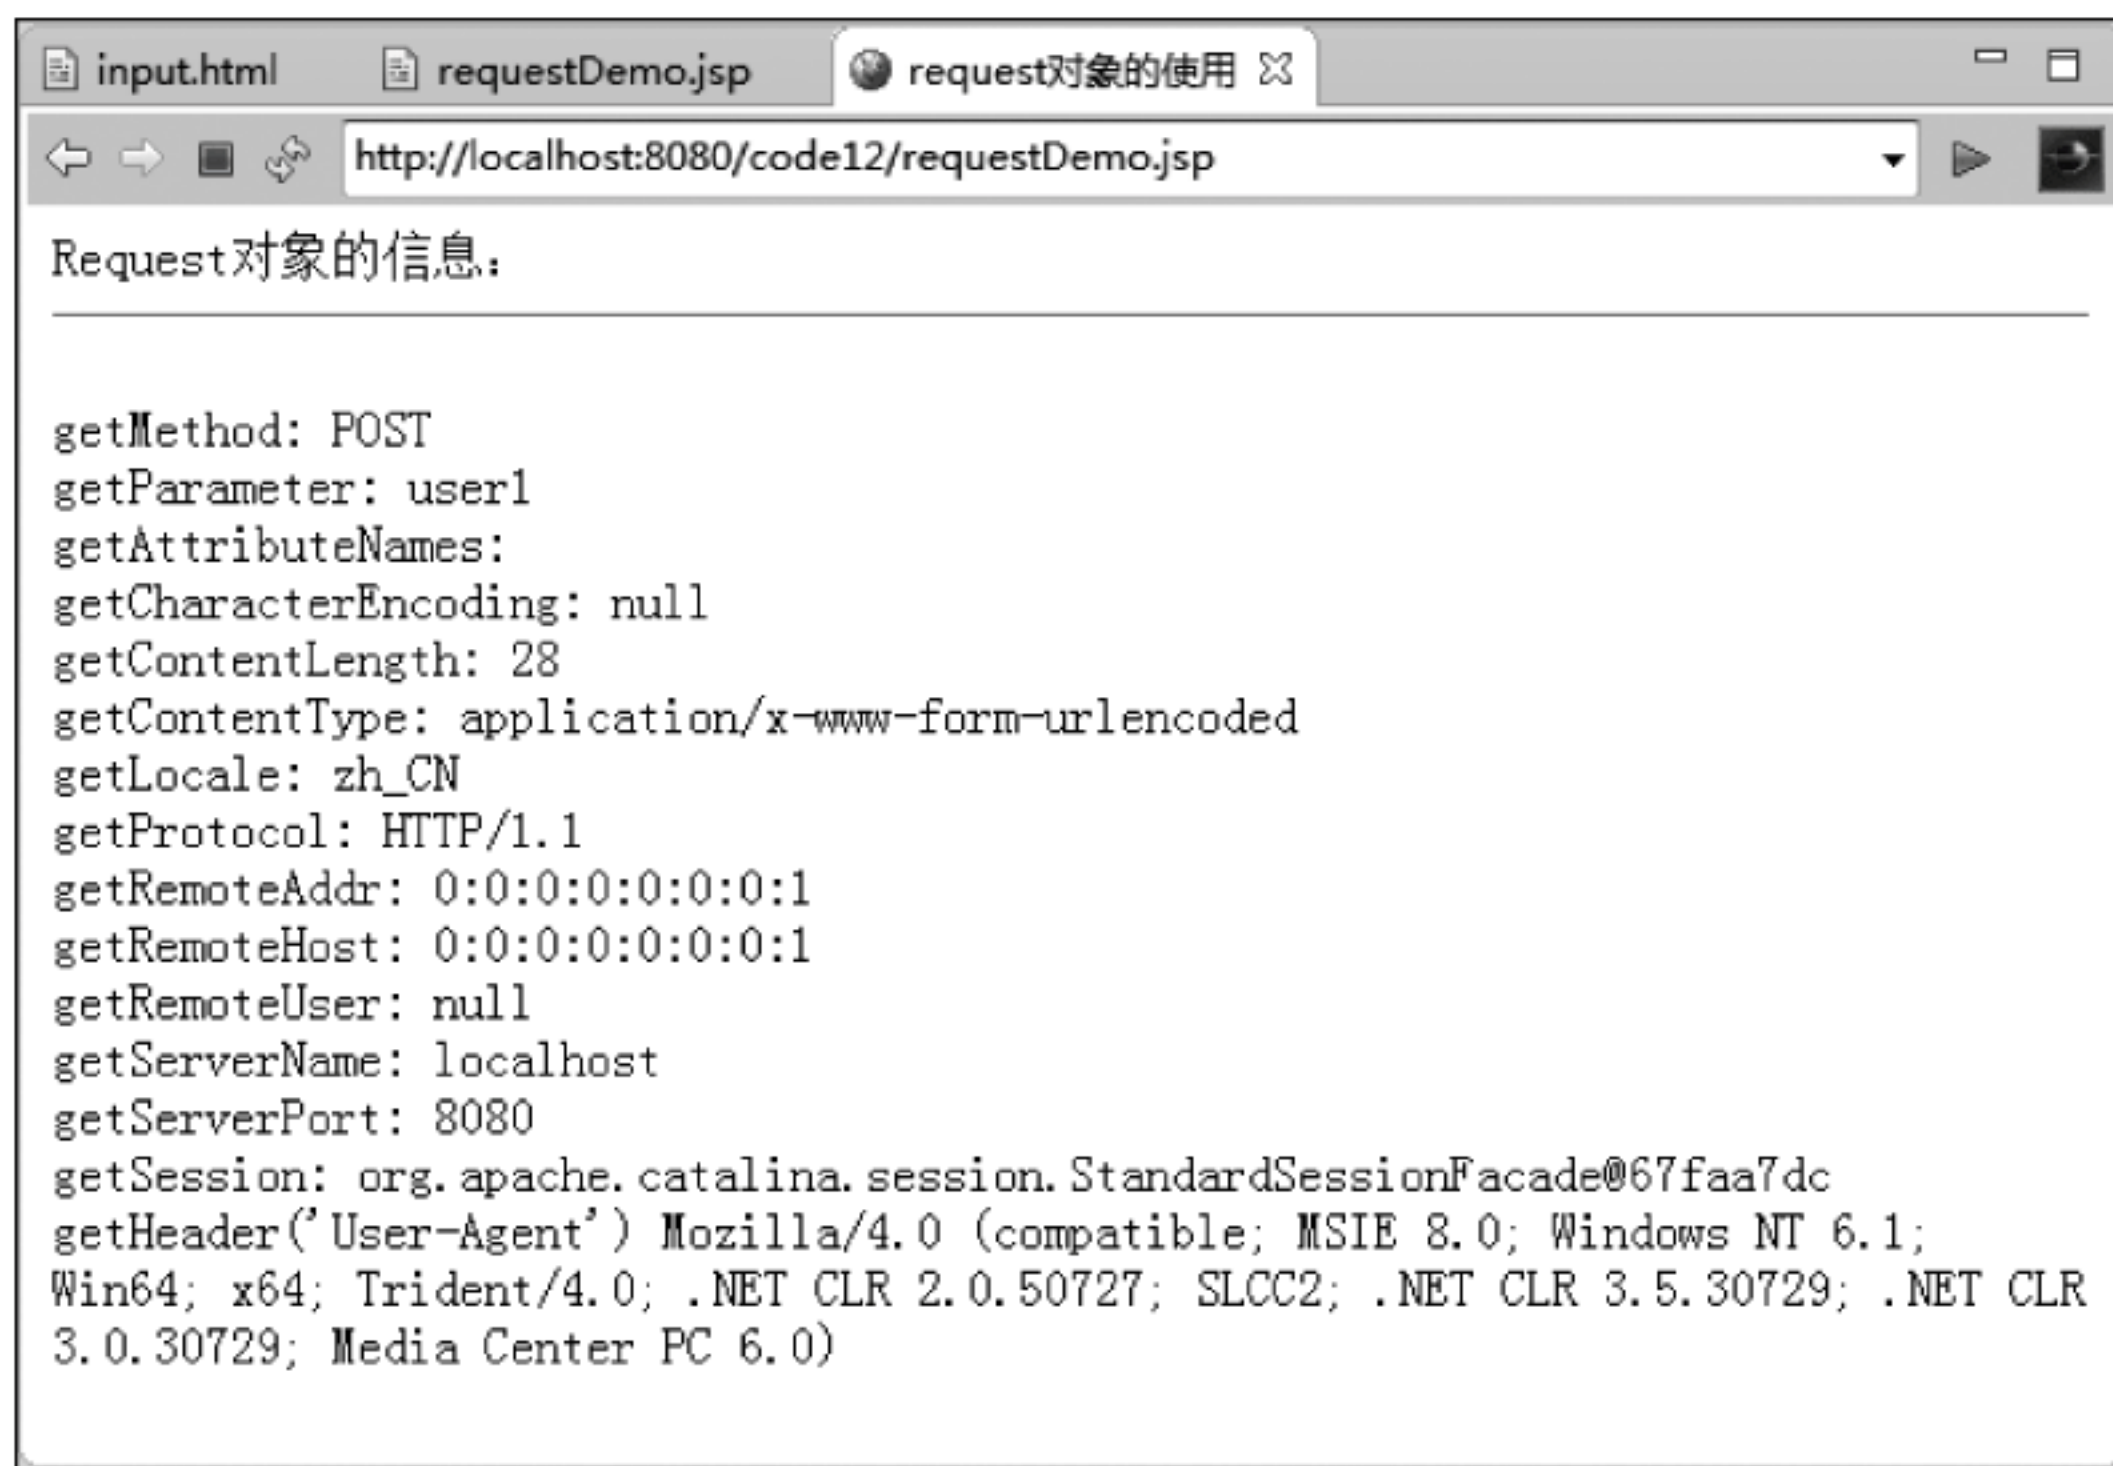 input.html requestDemo.jsp request对象的使用
http://localhost:8080/code12/requestDemo.jsp
Request对象的信息：
getMethod: POST
getParameter: user1
getAttributeNames:
getCharacterEncoding: null
getContentLength: 28
getContentType: application/x-www-form-urlencoded
getLocale: zh_CN
getProtocol: HTTP/1.1
getRemoteAddr: 0:0:0:0:0:0:0:1
getRemoteHost: 0:0:0:0:0:0:0:1
getRemoteUser: null
getServerName: localhost
getServerPort: 8080
getSession: org.apache.catalina.session.StandardSessionFacade@67faa7dc
getHeader('User-Agent') Mozilla/4.0 (compatible; MSIE 8.0; Windows NT 6.1;
Win64; x64; Trident/4.0; .NET CLR 2.0.50727; SLCC2; .NET CLR 3.5.30729; .NET CLR
3.0.30729; Media Center PC 6.0)